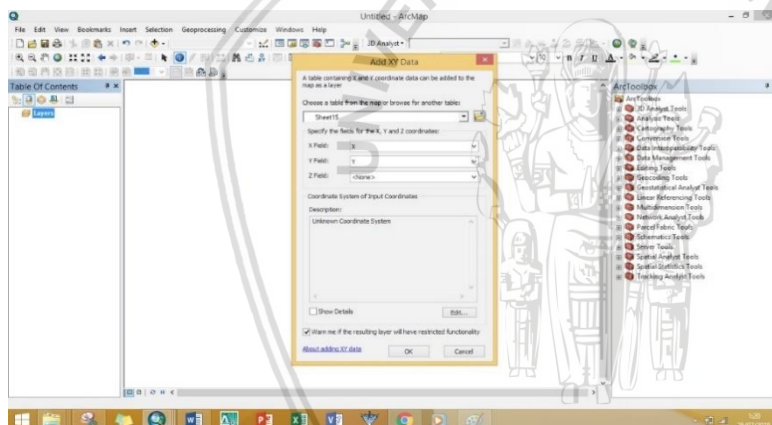 Untitled - ArcMap
File Edit View Bookmarks Insert Selection Geoprocessing Customize Windows Help
3D Analyst
Table Of Contents
Layers
Add XY Data
A table containing X and Y coordinate data can be added to the
map as a layer
Choose a table from the map or browse for another table:
Specify the fields for the X, Y and Z coordinates:
X Field:
X
Y Field:
Y
Z Field:
<None>
Coordinate System of Input Coordinates
Description:
Unknown Coordinate System
Show Details
Edit...
Warn me if the resulting layer will have restricted functionality
About adding XY data
OK
Cancel
ArcToolbox
ArcToolbox
3D Analyst Tools
Analysis Tools
Cartography Tools
Conversion Tools
Data Interoperability Tools
Data Management Tools
Editing Tools
Geocoding Tools
Geostatistical Analyst Tools
Linear Referencing Tools
Multidimension Tools
Network Analyst Tools
Parcel Fabric Tools
Schematics Tools
Server Tools
Spatial Analyst Tools
Spatial Statistics Tools
Tracking Analyst Tools